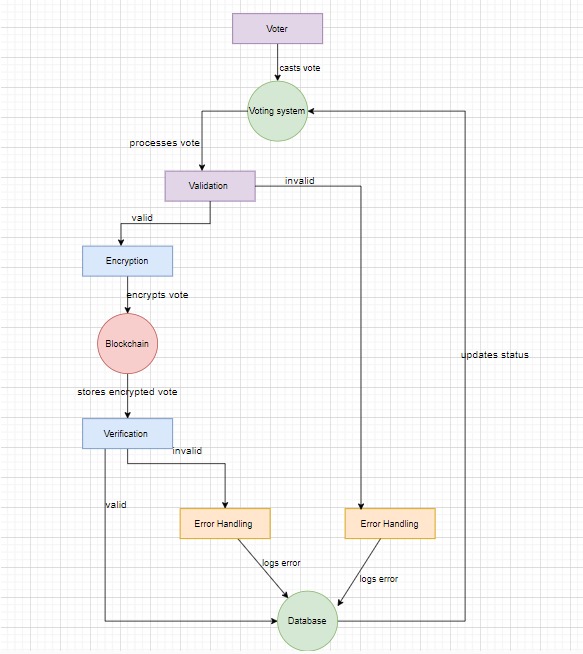 Voter
casts vote
Voting system
processes vote
Validation
invalid
valid
Encryption
encrypts vote
Blockchain
updates status
stores encrypted vote
Verification
invalid
valid
Error Handling
Error Handling
logs error
logs error
Database